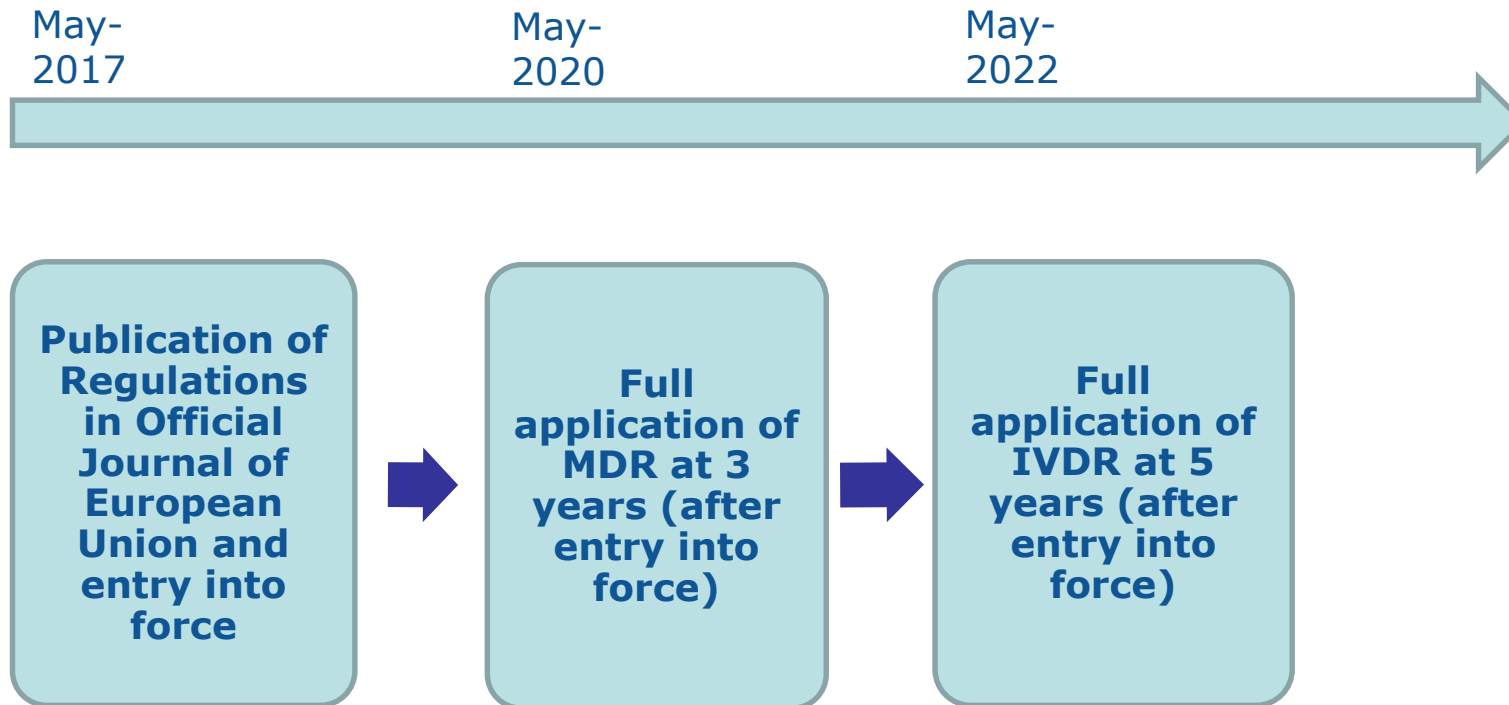 May-
2017
May-
2020
May-
2022
Publication of
Regulations
in Official
Journal of
European
Union and
entry into
force
Full
application of
MDR at 3
years (after
entry into
force)
Full
application of
IVDR at 5
years (after
entry into
force)